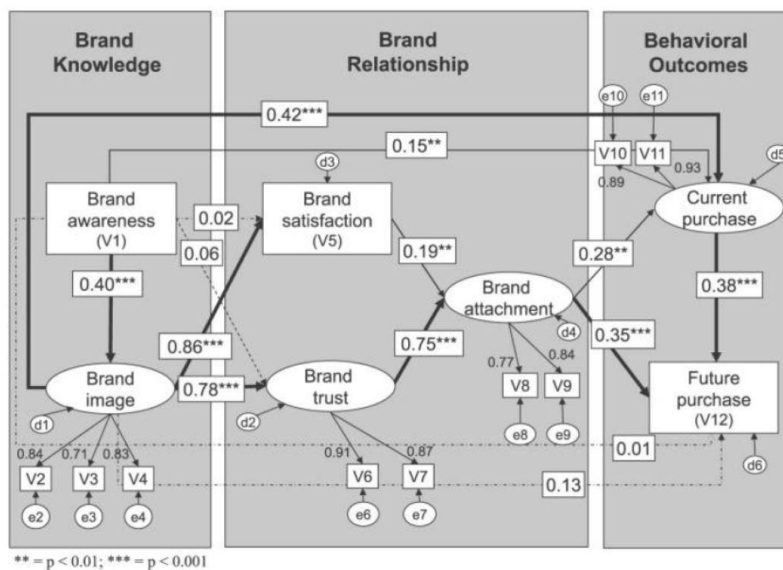 Brand
Knowledge
Brand
Relationship
Behavioral
Outcomes
0.42***
e10
e11
0.15**
V10
V11
d3
d5
0.89
0.93
Brand
awareness
(V1)
0.02
Brand
satisfaction
(V5)
Current
purchase
0.06
0.19**
0.28**
0.40***
Brand
attachment
0.38***
d4
0.86***
0.75***
0.35***
Brand
image
0.78***
Brand
trust
0.77
0.84
Future
purchase
(V12)
d1
d2
V8
V9
0.84
0.71
0.83
0.91
0.87
e8
e9
0.01
d6
V2
V3
V4
V6
V7
0.13
e2
e3
e4
e6
e7
** = p < 0.01; *** = p < 0.001